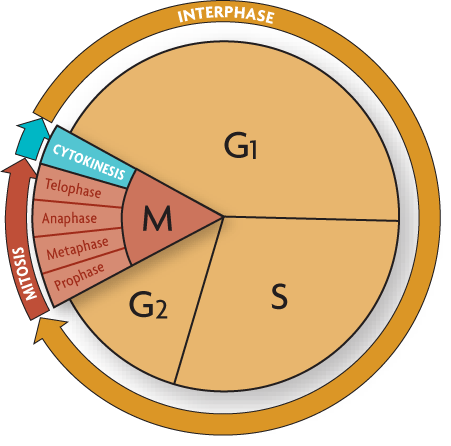 INTERPHASE
G1
CYTOKINESIS
Telophase
Anaphase
Metaphase
Prophase
M
MITOSIS
G2
S